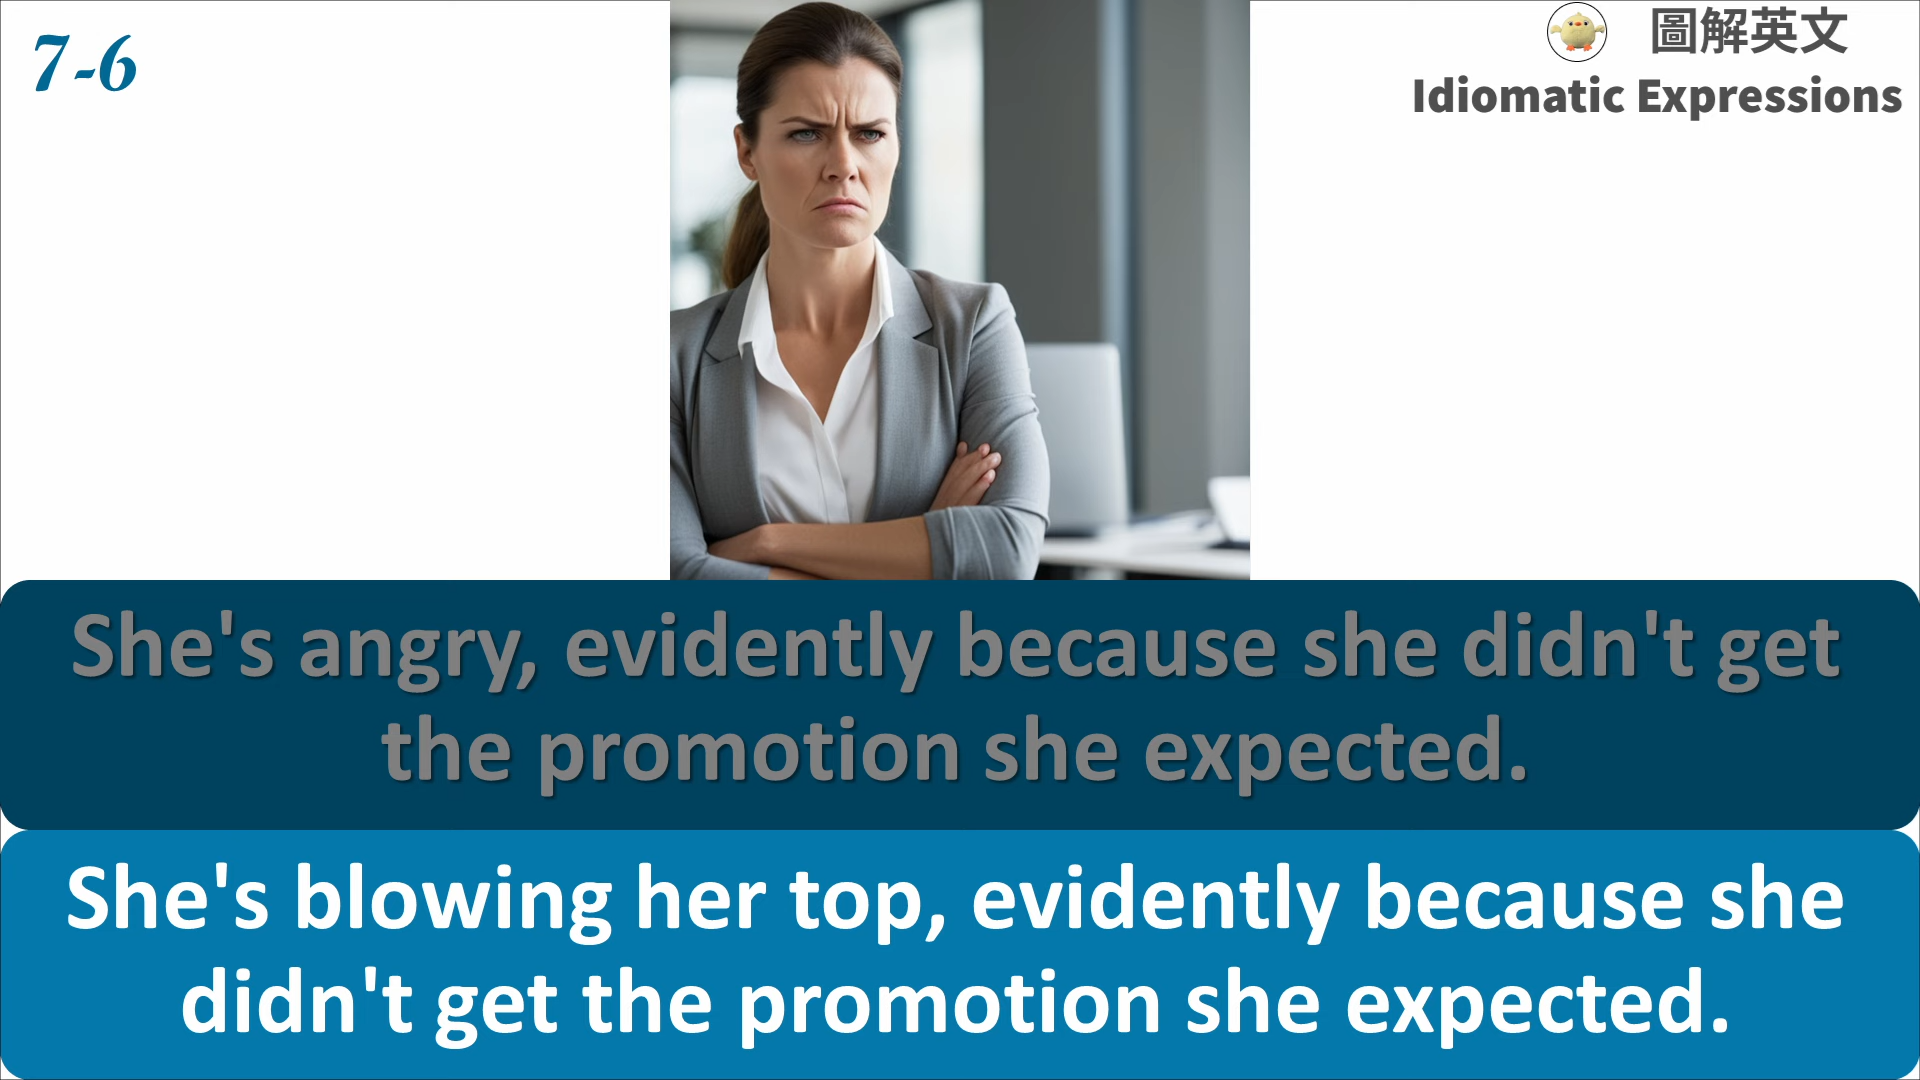 7-6
圖解英文
Idiomatic Expressions
She's angry, evidently because she didn't get
the promotion she expected.
She's blowing her top, evidently because she
didn't get the promotion she expected.